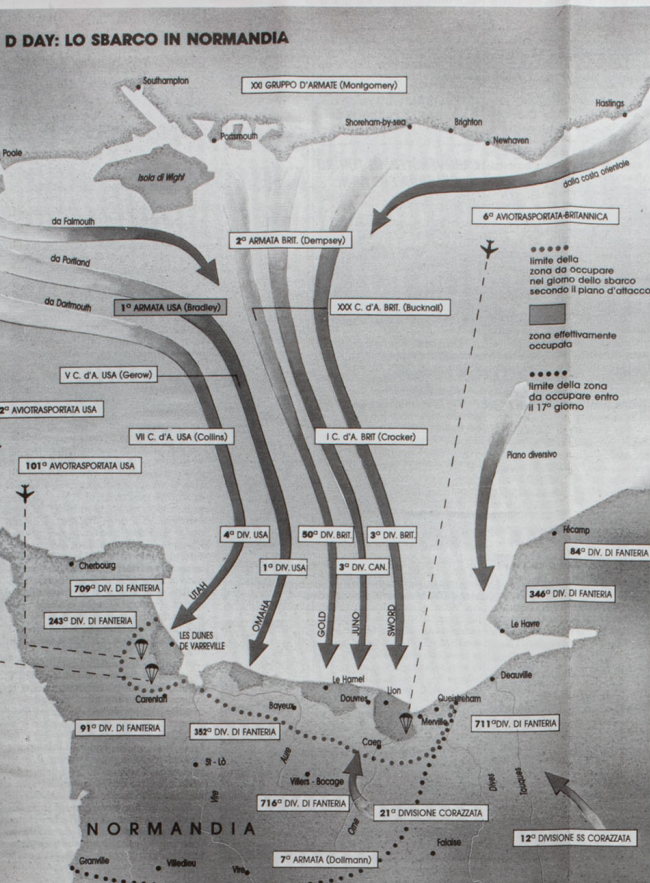 D DAY: LO SBARCO IN NORMANDIA
Southampton
XXI GRUPPO D'ARMATE (Montgomery)
Hastings
Shoreham-by-sea
Brighton
Portsmouth
Newhaven
Poole
Isola di Wight
dalla costa orientale
6ª AVIOTRASPORTATA BRITANNICA
da Falmouth
2ª ARMATA BRIT. (Dempsey)
limite della
zona da occupare
nel giorno dello sbarco
secondo il piano d'attacco
da Portland
da Dartmouth
1ª ARMATA USA (Bradley)
XXX C. d'A. BRIT. (Bucknall)
zona effettivamente
occupata
V C. d'A. USA (Gerow)
limite della zona
da occupare entro
il 17º giorno
2ª AVIOTRASPORTATA USA
VII C. d'A. USA (Collins)
I C. d'A. BRIT (Crocker)
Piano diversivo
101ª AVIOTRASPORTATA USA
4ª DIV. USA
50ª DIV. BRIT.
3ª DIV. BRIT.
Fécamp
84ª DIV. DI FANTERIA
Cherbourg
1ª DIV. USA
3ª DIV. CAN.
709ª DIV. DI FANTERIA
UTAH
346ª DIV. DI FANTERIA
243ª DIV. DI FANTERIA
OMAHA
GOLD
JUNO
SWORD
Le Havre
LES DUNES
DE VARREVILLE
Le Hamel
Deauville
Carentan
Bayeux
Douvres
Lion
Queistreham
Merville
91ª DIV. DI FANTERIA
352ª DIV. DI FANTERIA
711ª DIV. DI FANTERIA
Caen
St - Lô
Aure
Villers - Bocage
Dives
Touques
Vire
716ª DIV. DI FANTERIA
21ª DIVISIONE CORAZZATA
Orne
NORMANDIA
12ª DIVISIONE SS CORAZZATA
Falaise
7ª ARMATA (Dollmann)
Granville
Villedieu
Vire